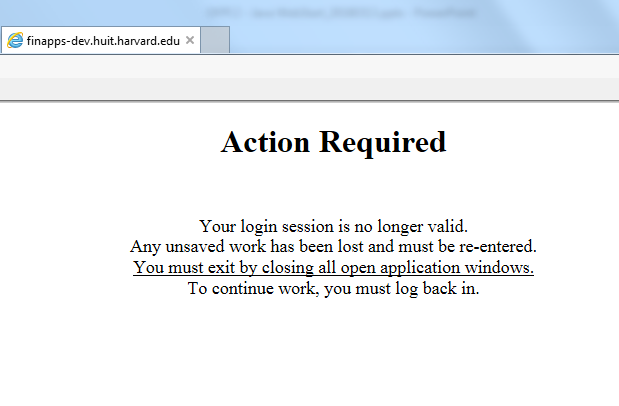 finapps-dev.huit.harvard.edu
Action Required
Your login session is no longer valid.
Any unsaved work has been lost and must be re-entered.
You must exit by closing all open application windows.
To continue work, you must log back in.